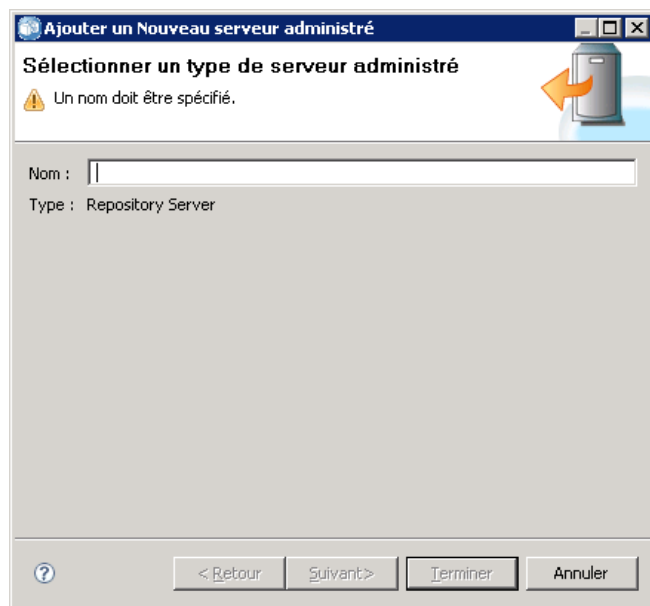 Ajouter un Nouveau serveur administré
Sélectionner un type de serveur administré
Un nom doit être spécifié.
Nom :
Type : Repository Server
?
< Retour Suivant> Terminer Annuler